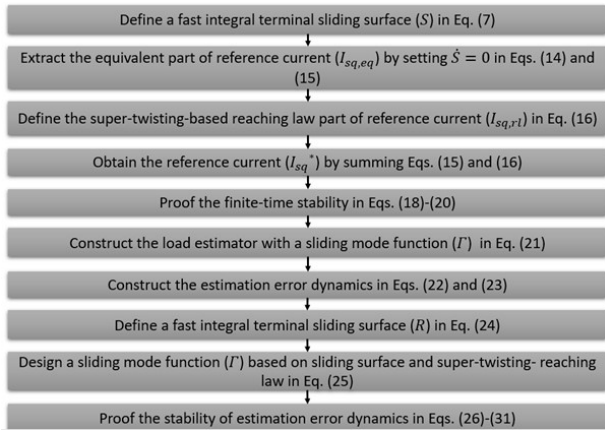 Define a fast integral terminal sliding surface (S) in Eq. (7)
Extract the equivalent part of reference current (I_{sq,eq}) by setting Ṡ = 0 in Eqs. (14) and
(15)
Define the super-twisting-based reaching law part of reference current (I_{sq,rl}) in Eq. (16)
Obtain the reference current (I_{sq}^*) by summing Eqs. (15) and (16)
Proof the finite-time stability in Eqs. (18)-(20)
Construct the load estimator with a sliding mode function (Γ) in Eq. (21)
Construct the estimation error dynamics in Eqs. (22) and (23)
Define a fast integral terminal sliding surface (R) in Eq. (24)
Design a sliding mode function (Γ) based on sliding surface and super-twisting- reaching
law in Eq. (25)
Proof the stability of estimation error dynamics in Eqs. (26)-(31)